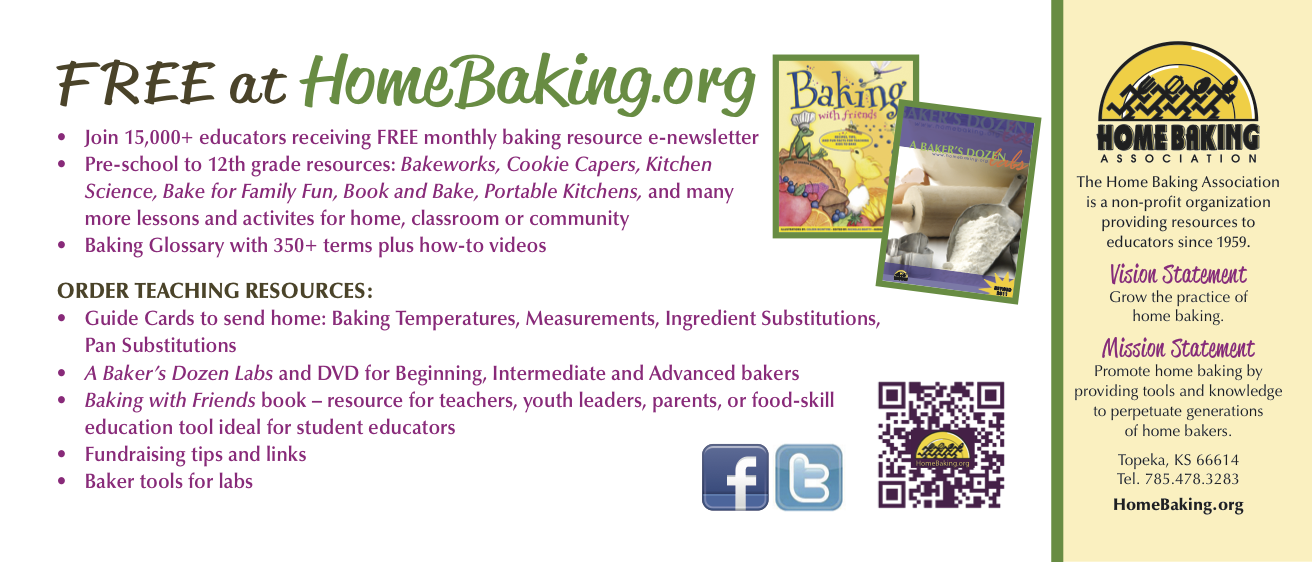 FREE at HomeBaking.org
• Join 15,000+ educators receiving FREE monthly baking resource e-newsletter
• Pre-school to 12th grade resources: Bakeworks, Cookie Capers, Kitchen
Science, Bake for Family Fun, Book and Bake, Portable Kitchens, and many
more lessons and activites for home, classroom or community
• Baking Glossary with 350+ terms plus how-to videos
ORDER TEACHING RESOURCES:
• Guide Cards to send home: Baking Temperatures, Measurements, Ingredient Substitutions,
Pan Substitutions
• A Baker's Dozen Labs and DVD for Beginning, Intermediate and Advanced bakers
• Baking with Friends book – resource for teachers, youth leaders, parents, or food-skill
education tool ideal for student educators
• Fundraising tips and links
• Baker tools for labs
Baking
with Friends
BAKER'S DOZEN
A BAKER'S DOZEN
Labs
REVISED
2011
f
t
HomeBaking.org
HOME BAKING
ASSOCIATION
The Home Baking Association
is a non-profit organization
providing resources to
educators since 1959.
Vision Statement
Grow the practice of
home baking.
Mission Statement
Promote home baking by
providing tools and knowledge
to perpetuate generations
of home bakers.
Topeka, KS 66614
Tel. 785.478.3283
HomeBaking.org